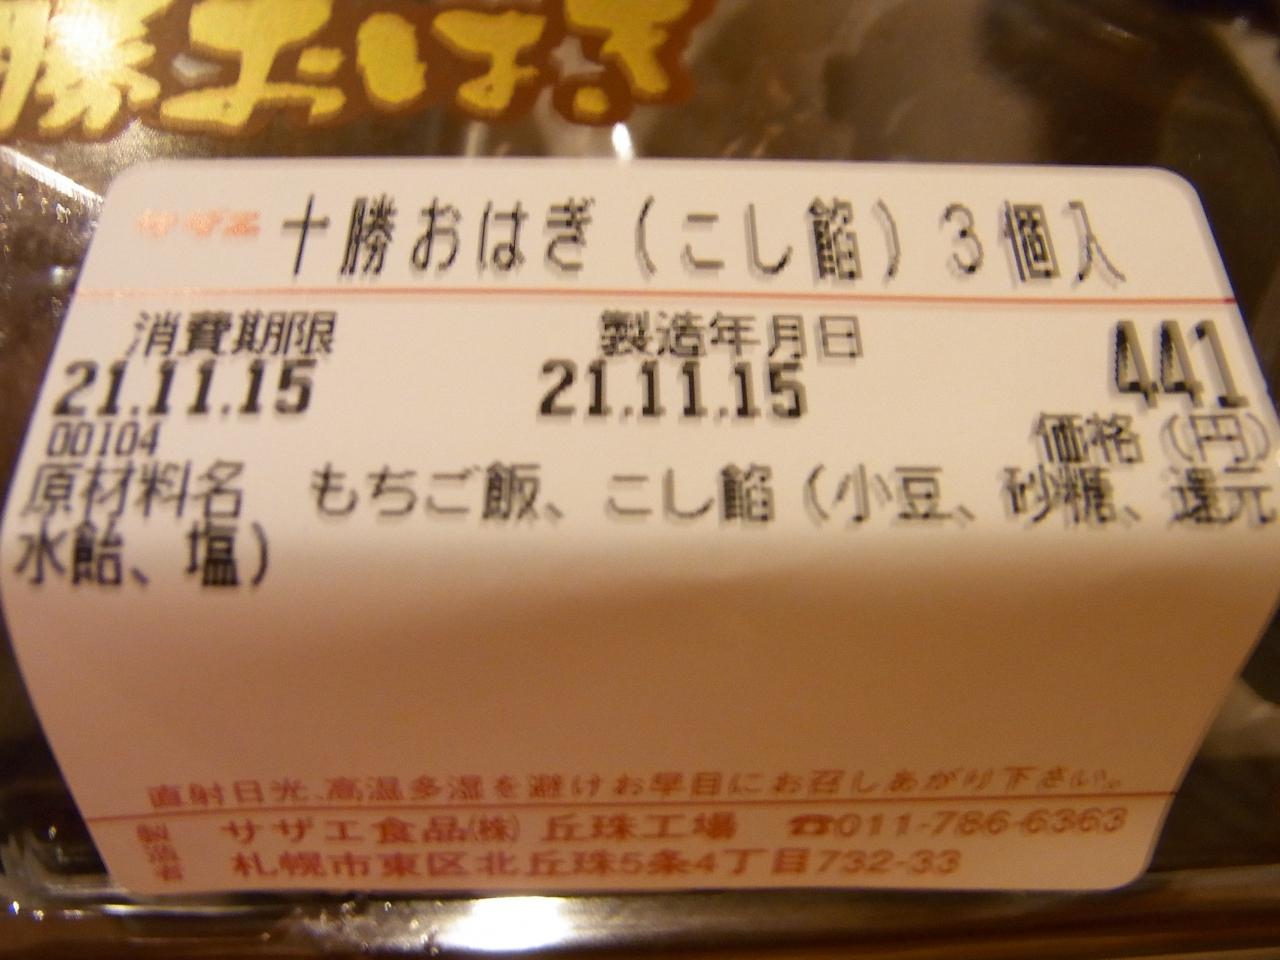 勝おはぎ
サザエ 十勝おはぎ（こし餡）３個入
消費期限 製造年月日 441
21.11.15 21.11.15
00104 価格（円）
原材料名 もちご飯、こし餡（小豆、砂糖、還元
水飴、塩）
直射日光、高温多湿を避けお早目にお召しあがり下さい。
製造者 サザエ食品㈱ 丘珠工場 ☎011-786-6363
札幌市東区北丘珠5条4丁目732-33